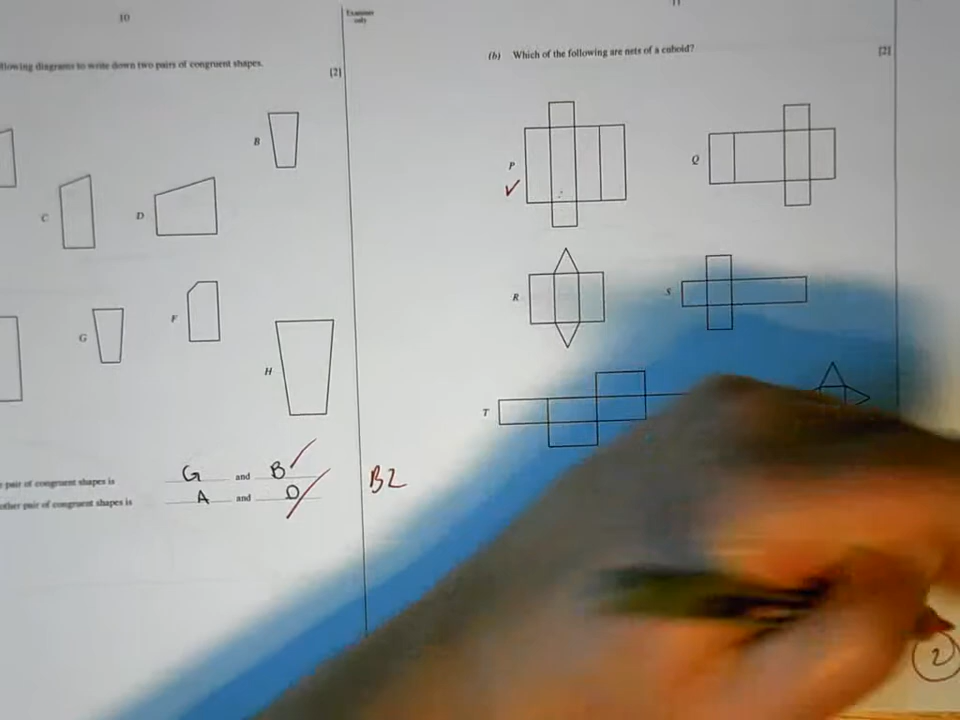 10
Examiner
only
11
llowing diagrams to write down two pairs of congruent shapes.
[2]
B
C
D
G
F
H
pair of congruent shapes is G and B
other pair of congruent shapes is A and D
B2
(b) Which of the following are nets of a cuboid?
[2]
P
Q
R
S
T
2